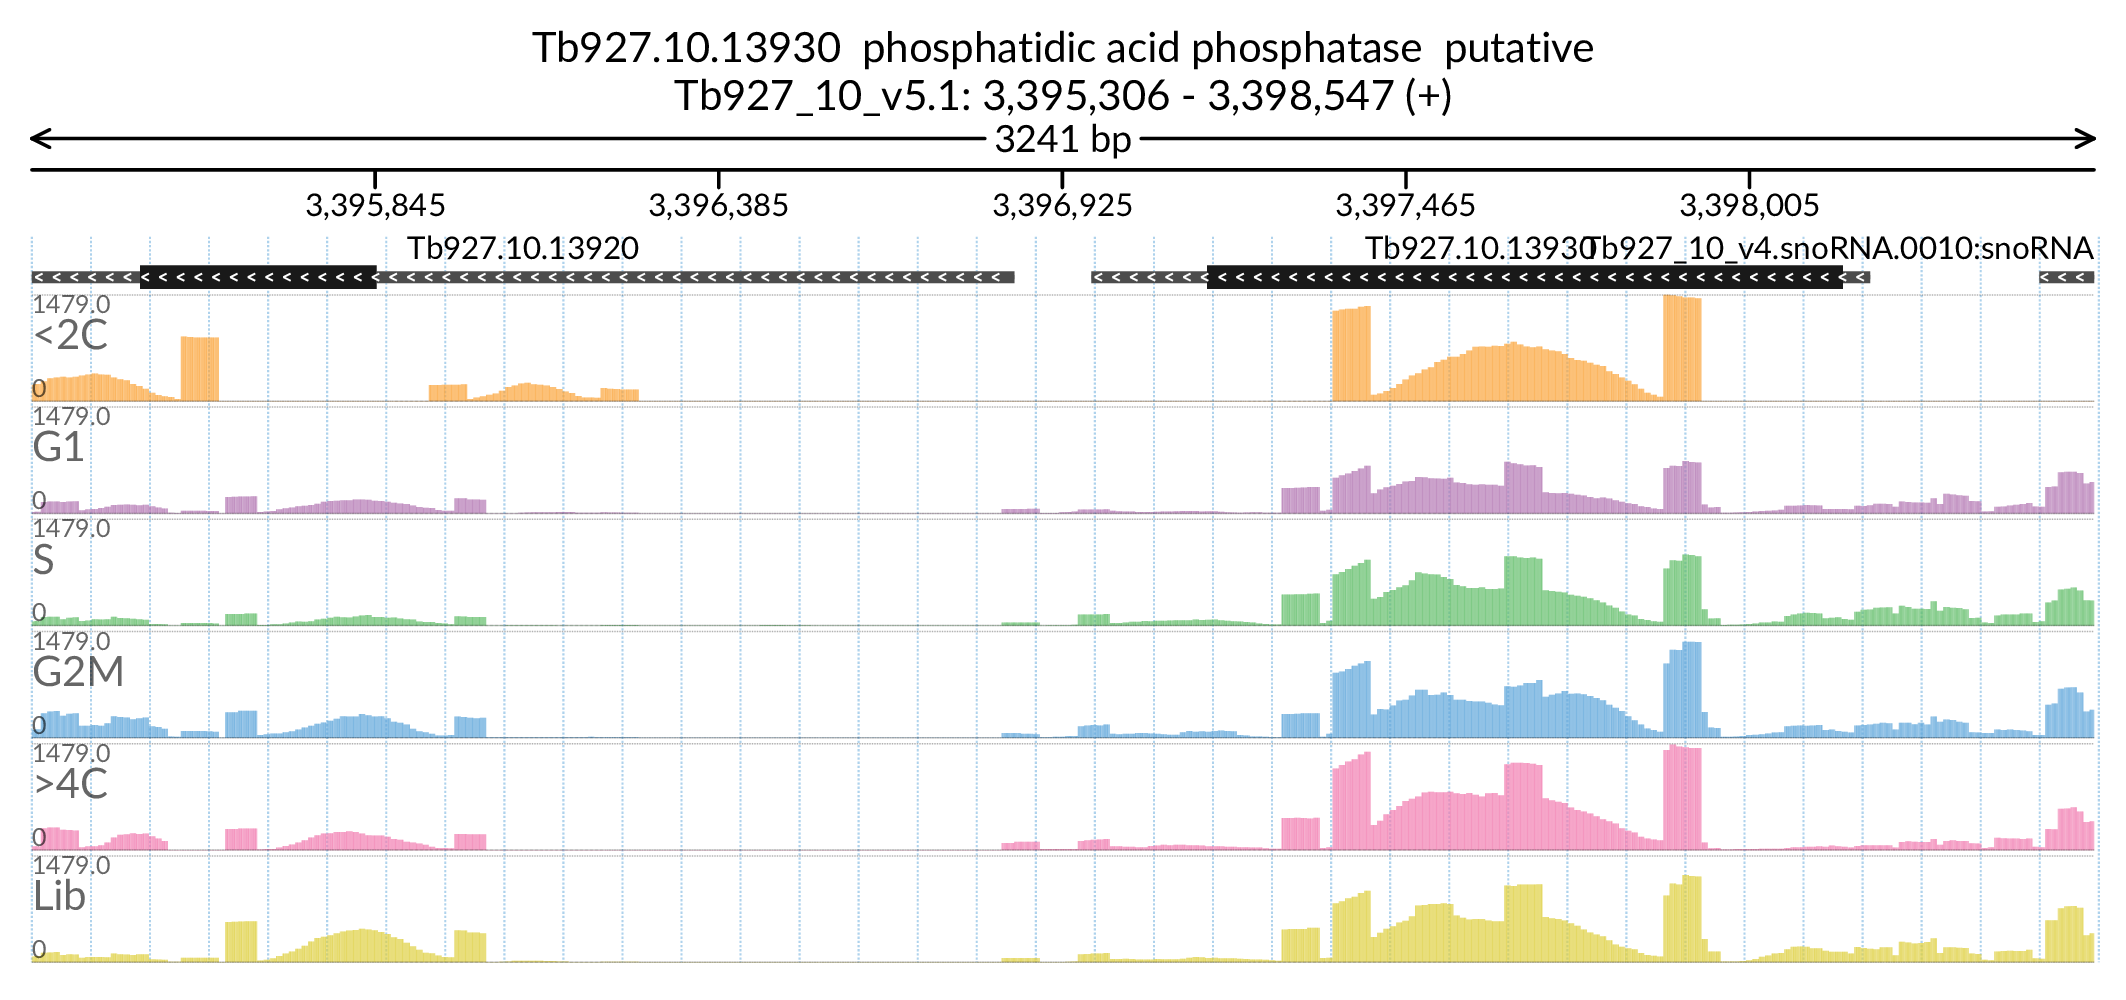 Tb927.10.13930  phosphatidic acid phosphatase  putative
Tb927_10_v5.1: 3,395,306 - 3,398,547 (+)
3241 bp
3,395,845 3,396,385 3,396,925 3,397,465 3,398,005
Tb927.10.13920 Tb927.10.13930 Tb927_10_v4.snoRNA.0010:snoRNA
1479.0
<2C
0
1479.0
G1
0
1479.0
S
0
1479.0
G2M
0
1479.0
>4C
0
1479.0
Lib
0